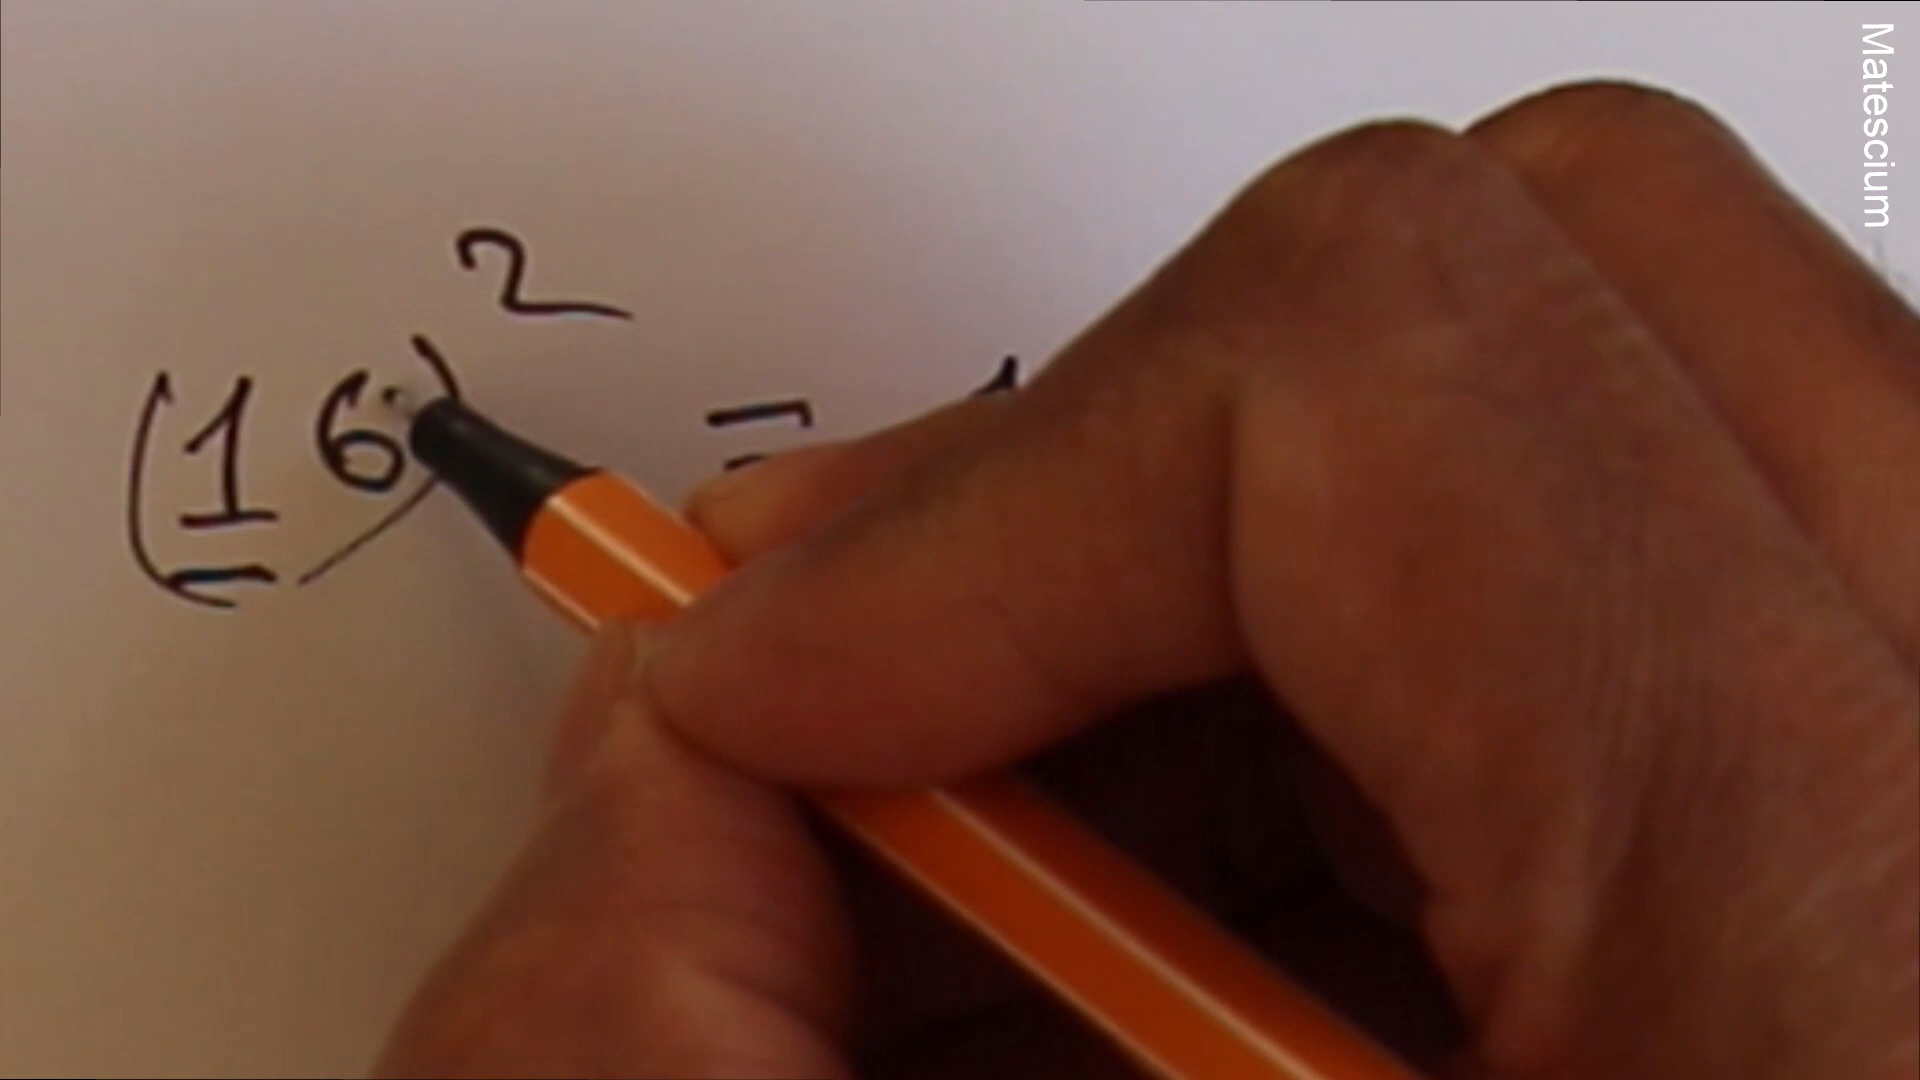 (16)² =
Matescium